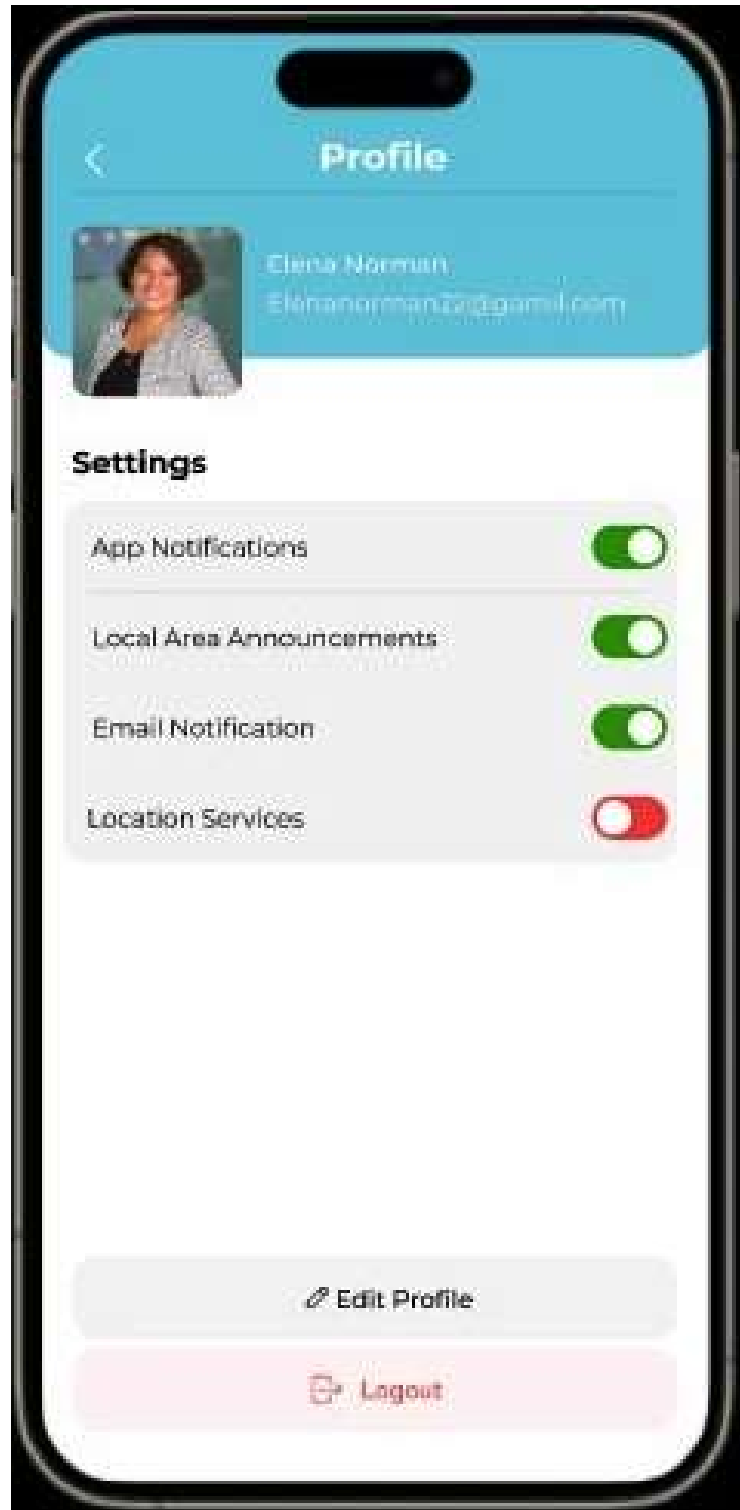 Profile
Elena Norman
Settings
App Notifications
Local Area Announcements
Email Notification
Location Services
Edit Profile
Logout